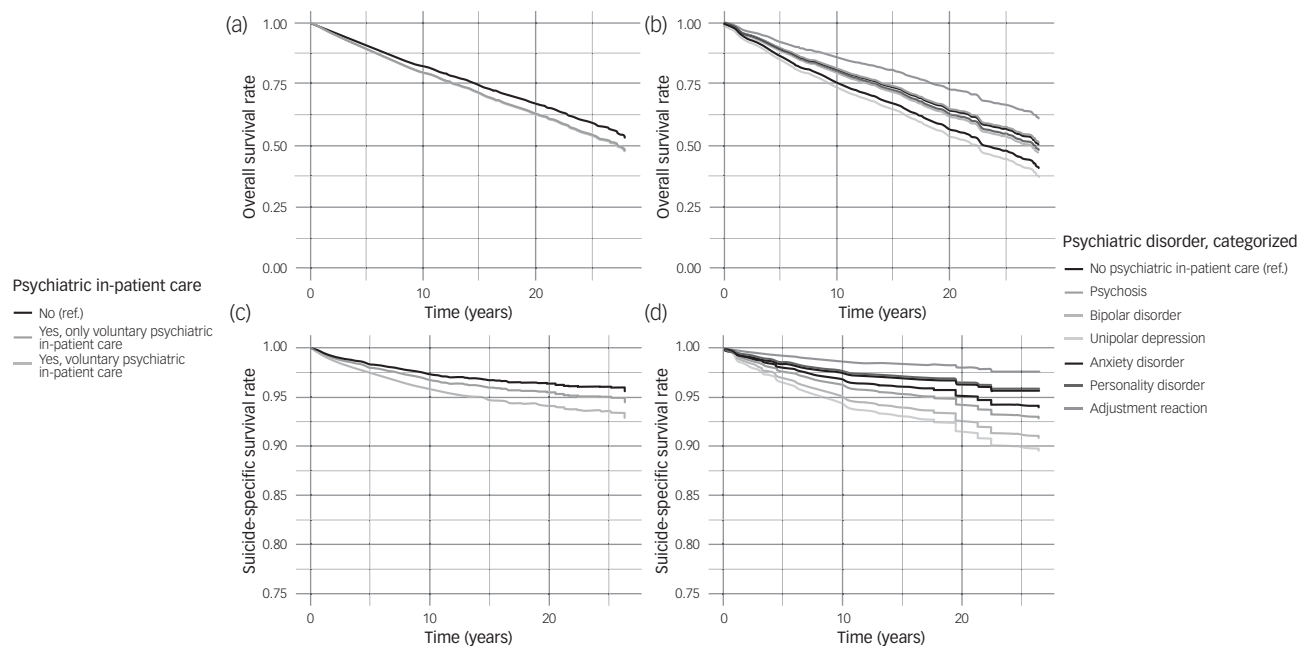 (a)
1.00
0.75
0.50
0.25
0.00
Overall survival rate
0
10
20
Time (years)
(b)
1.00
0.75
0.50
0.25
0.00
Overall survival rate
0
10
20
Time (years)
Psychiatric in-patient care
No (ref.)
Yes, only voluntary psychiatric
in-patient care
Yes, voluntary psychiatric
in-patient care
Psychiatric disorder, categorized
No psychiatric in-patient care (ref.)
Psychosis
Bipolar disorder
Unipolar depression
Anxiety disorder
Personality disorder
Adjustment reaction
(c)
1.00
0.95
0.90
0.85
0.80
0.75
Suicide-specific survival rate
0
10
20
Time (years)
(d)
1.00
0.95
0.90
0.85
0.80
0.75
Suicide-specific survival rate
0
10
20
Time (years)